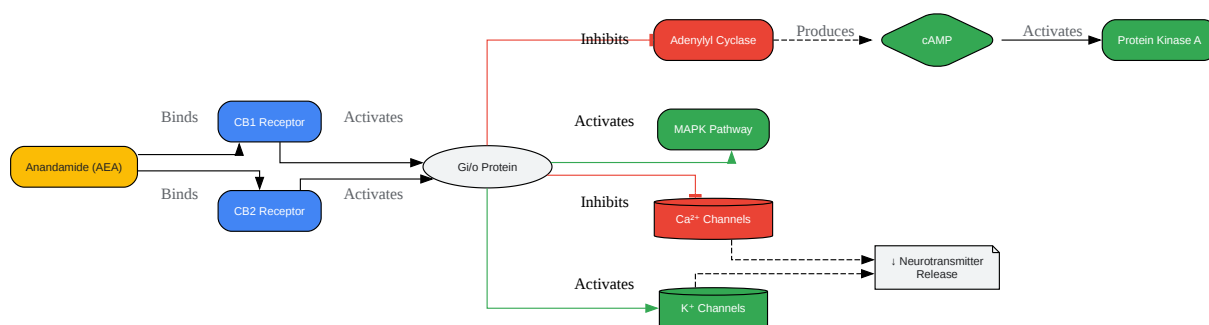 Inhibits
Adenylyl Cyclase
Produces
cAMP
Activates
Protein Kinase A
Binds
CB1 Receptor
Activates
Activates
MAPK Pathway
Anandamide (AEA)
Gi/o Protein
Binds
CB2 Receptor
Activates
Inhibits
Ca²⁺ Channels
↓ Neurotransmitter
Release
Activates
K⁺ Channels